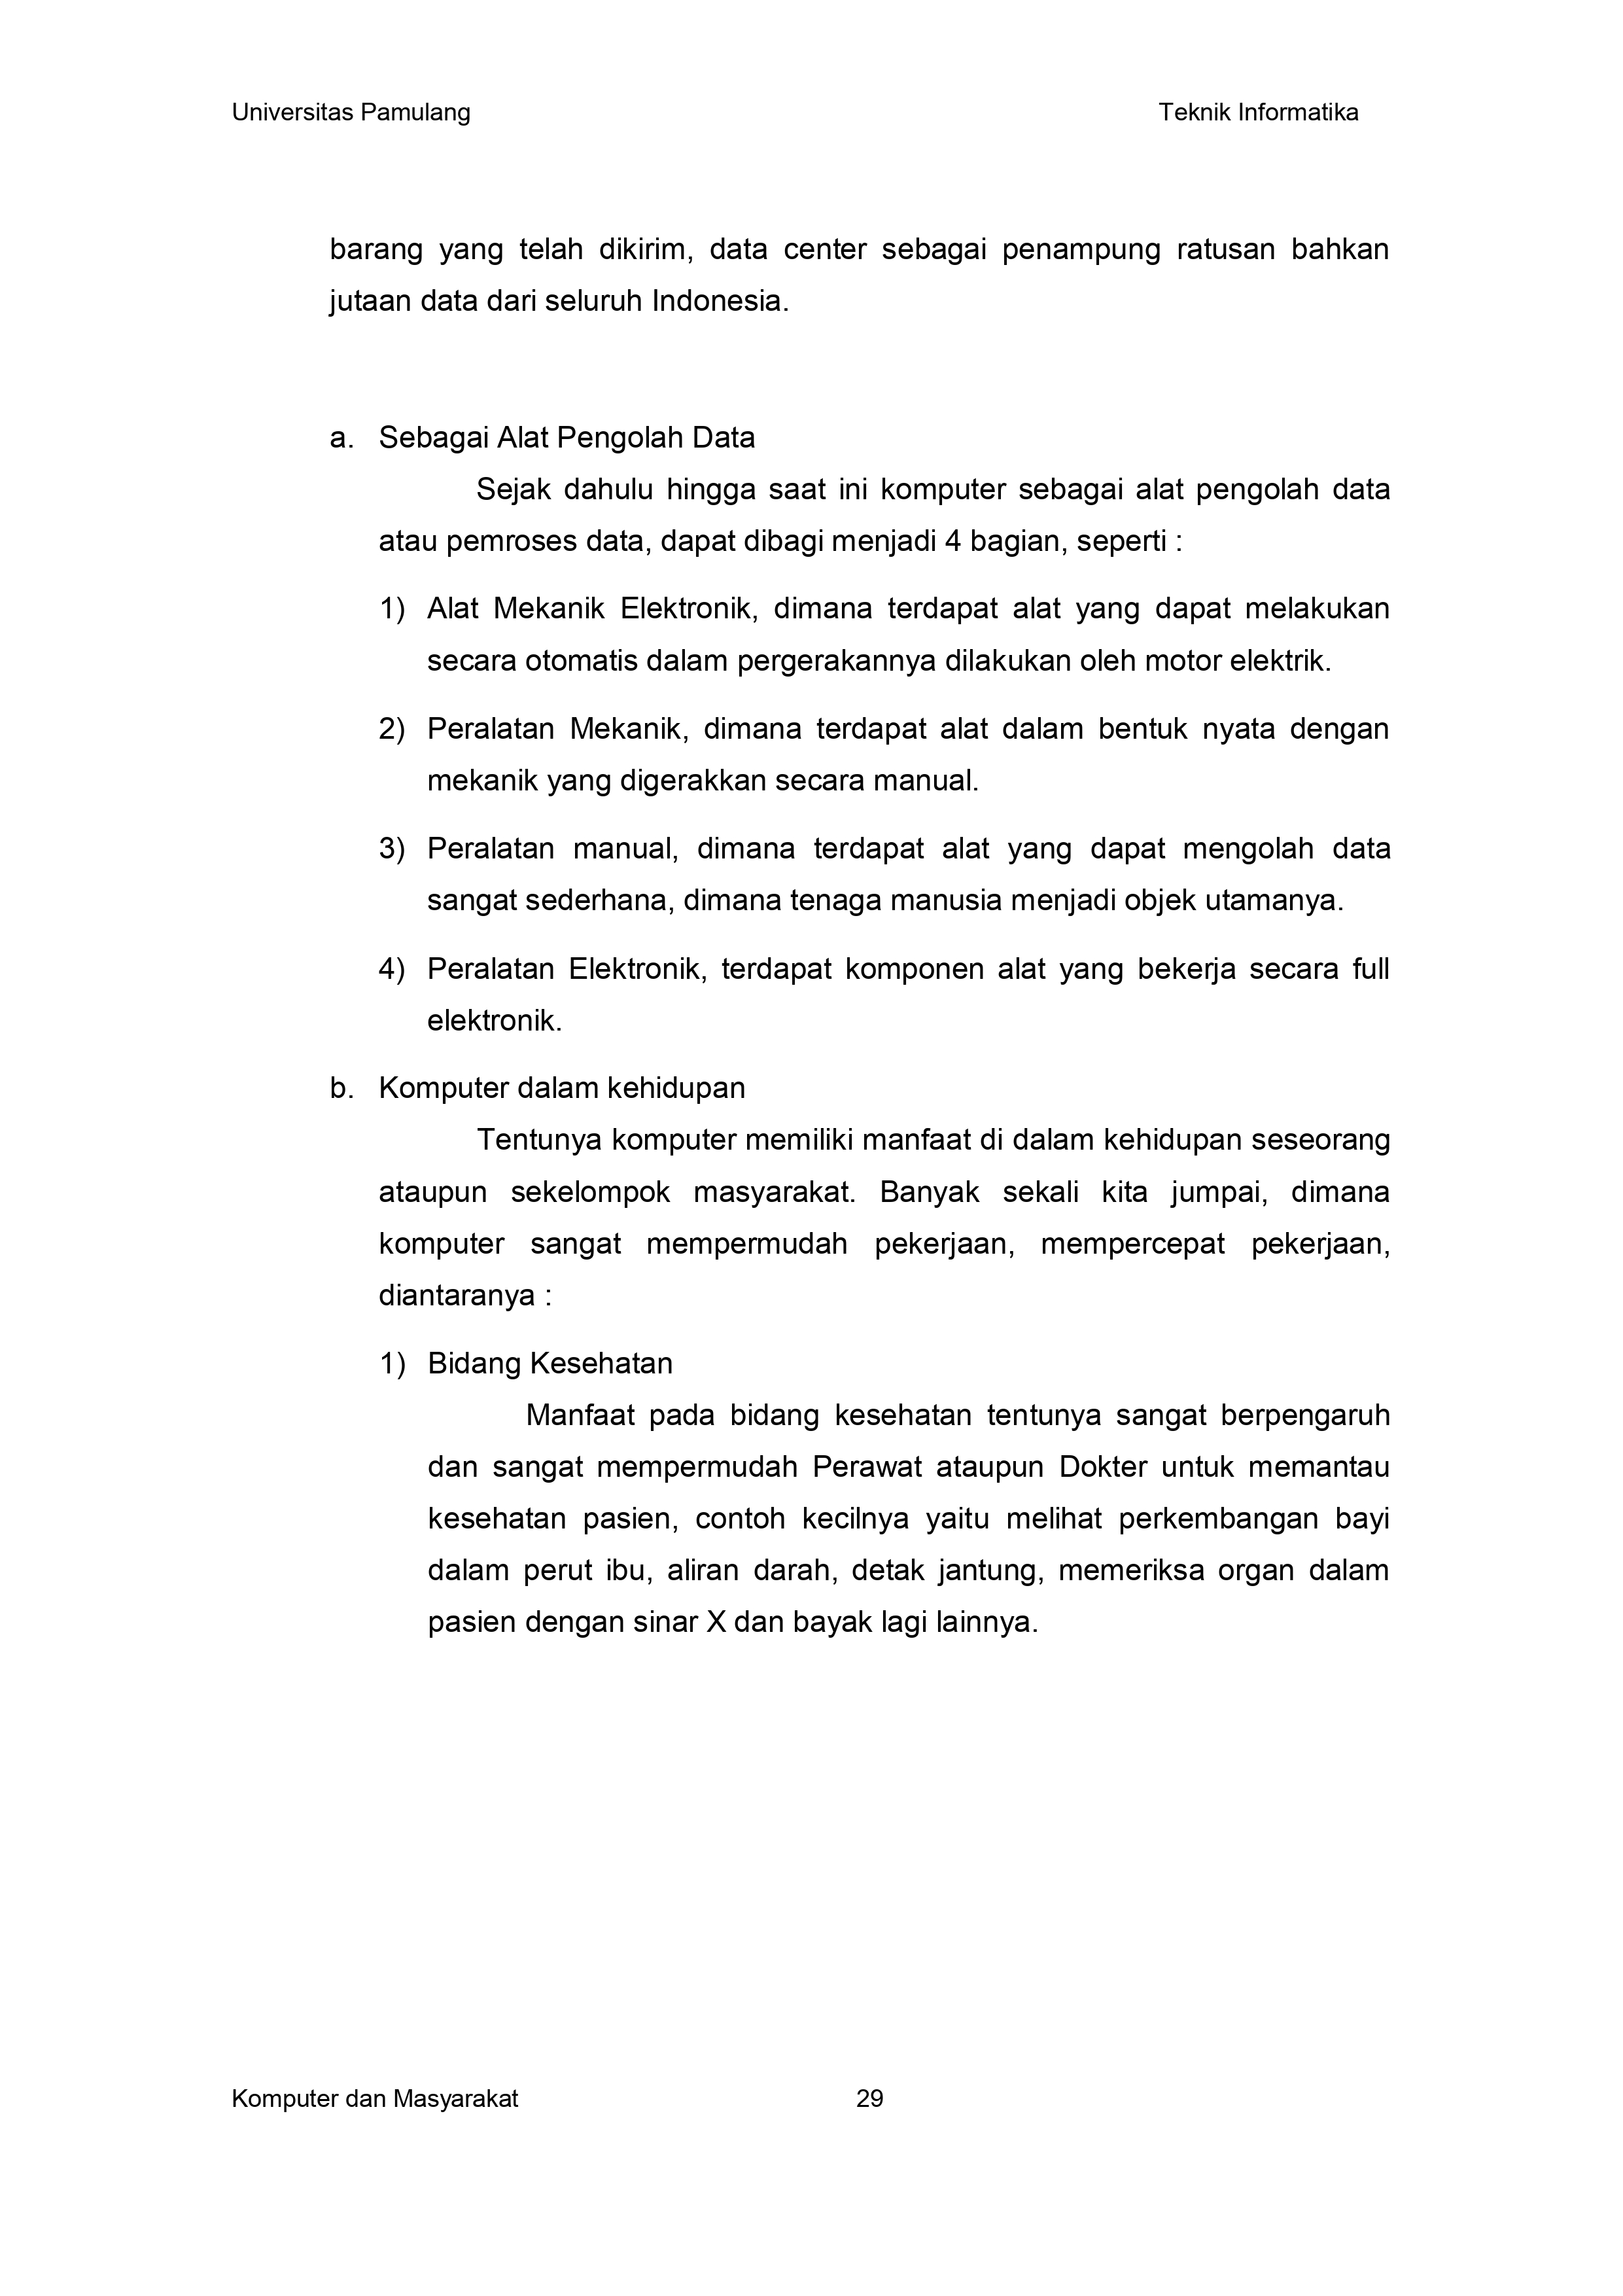 Universitas Pamulang Teknik Informatika
barang yang telah dikirim, data center sebagai penampung ratusan bahkan
jutaan data dari seluruh Indonesia.
a. Sebagai Alat Pengolah Data
Sejak dahulu hingga saat ini komputer sebagai alat pengolah data
atau pemroses data, dapat dibagi menjadi 4 bagian, seperti :
1) Alat Mekanik Elektronik, dimana terdapat alat yang dapat melakukan
secara otomatis dalam pergerakannya dilakukan oleh motor elektrik.
2) Peralatan Mekanik, dimana terdapat alat dalam bentuk nyata dengan
mekanik yang digerakkan secara manual.
3) Peralatan manual, dimana terdapat alat yang dapat mengolah data
sangat sederhana, dimana tenaga manusia menjadi objek utamanya.
4) Peralatan Elektronik, terdapat komponen alat yang bekerja secara full
elektronik.
b. Komputer dalam kehidupan
Tentunya komputer memiliki manfaat di dalam kehidupan seseorang
ataupun sekelompok masyarakat. Banyak sekali kita jumpai, dimana
komputer sangat mempermudah pekerjaan, mempercepat pekerjaan,
diantaranya :
1) Bidang Kesehatan
Manfaat pada bidang kesehatan tentunya sangat berpengaruh
dan sangat mempermudah Perawat ataupun Dokter untuk memantau
kesehatan pasien, contoh kecilnya yaitu melihat perkembangan bayi
dalam perut ibu, aliran darah, detak jantung, memeriksa organ dalam
pasien dengan sinar X dan bayak lagi lainnya.
Komputer dan Masyarakat 29